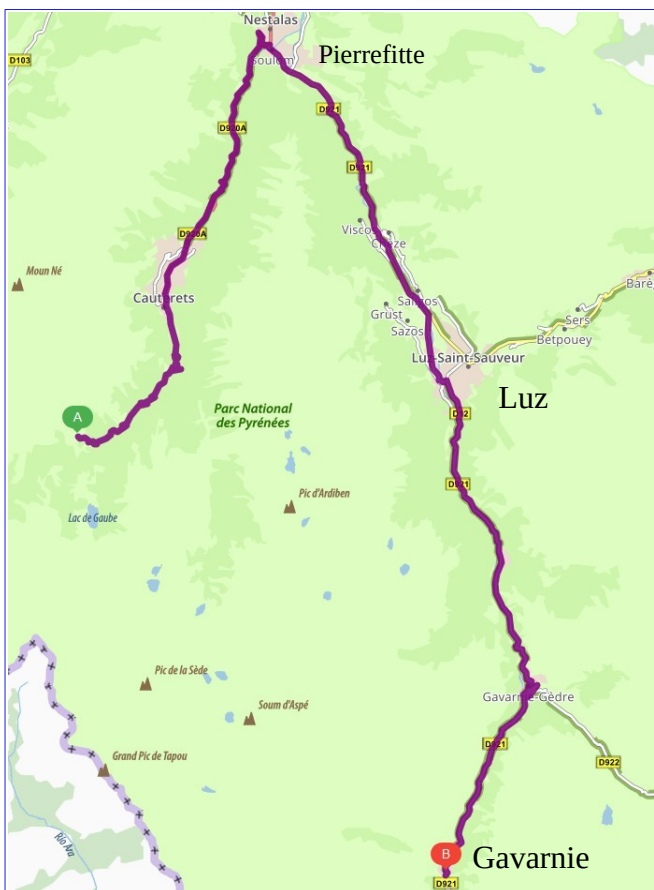 Nestalas
D103
Pierrefitte
Soulom
D920A
D921
D921
Viscos
Chèze
D920A
Moun Né
Cauterets
Saligos
Grust
Sazos
Barè
Sers
Betpouey
Luz-Saint-Sauveur
Luz
A
Parc National
des Pyrénées
D921
Pic d'Ardiben
Lac de Gaube
Pic de la Sède
Gavarnie-Gèdre
Soum d'Aspé
D921
D922
Grand Pic de Tapou
Río Ara
B
Gavarnie
D921